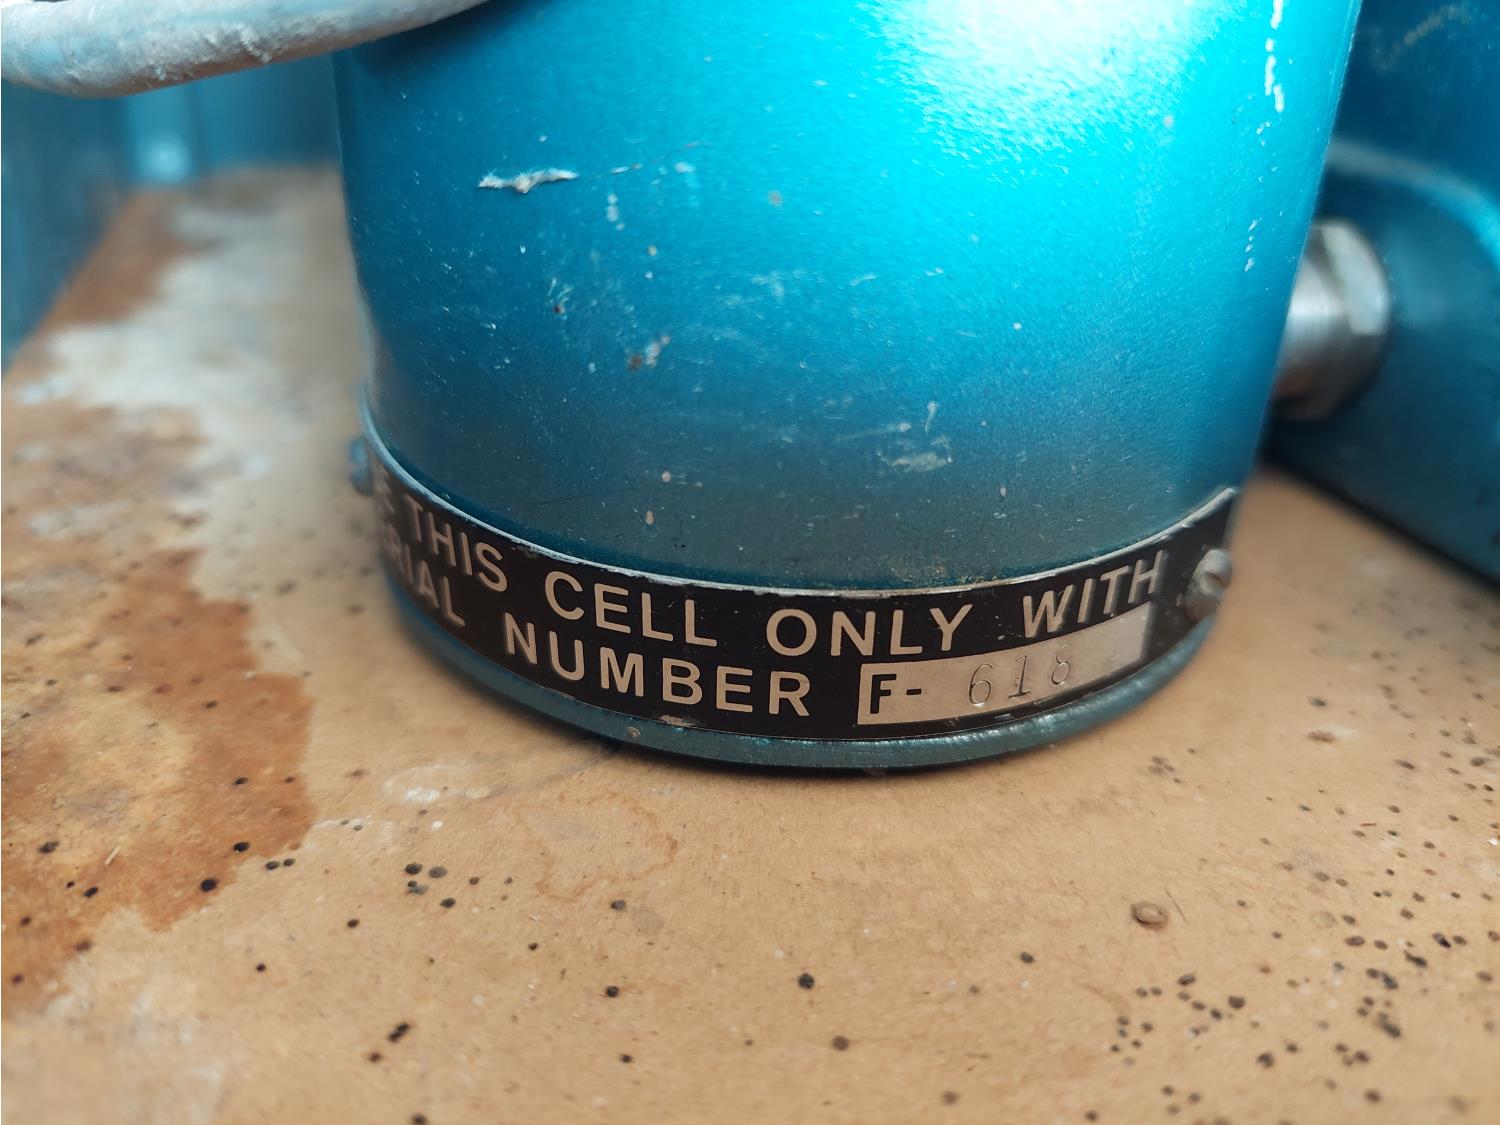 THIS CELL ONLY WITH
NUMBER F- 618